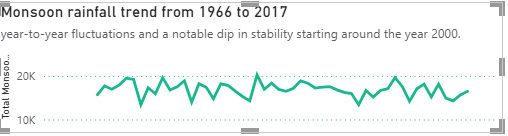 Monsoon rainfall trend from 1966 to 2017
year-to-year fluctuations and a notable dip in stability starting around the year 2000.
Total Monsoo...
20K
10K